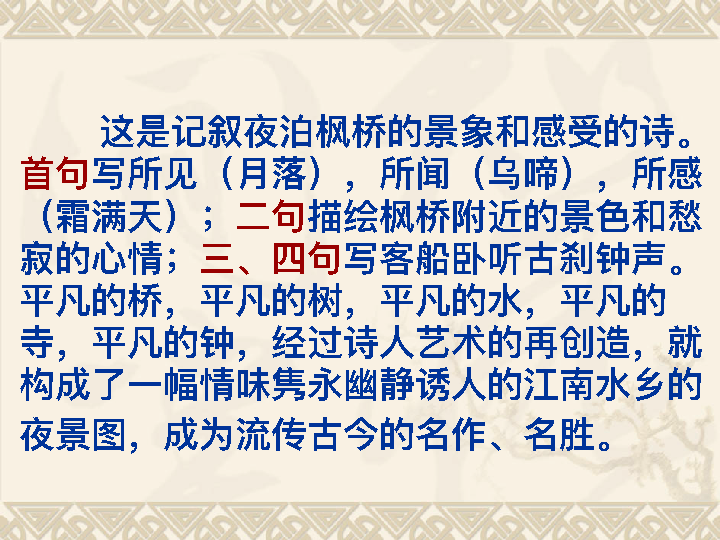 这是记叙夜泊枫桥的景象和感受的诗。
首句写所见（月落），所闻（乌啼），所感
（霜满天）；二句描绘枫桥附近的景色和愁
寂的心情；三、四句写客船卧听古刹钟声。
平凡的桥，平凡的树，平凡的水，平凡的
寺，平凡的钟，经过诗人艺术的再创造，就
构成了一幅情味隽永幽静诱人的江南水乡的
夜景图，成为流传古今的名作、名胜。